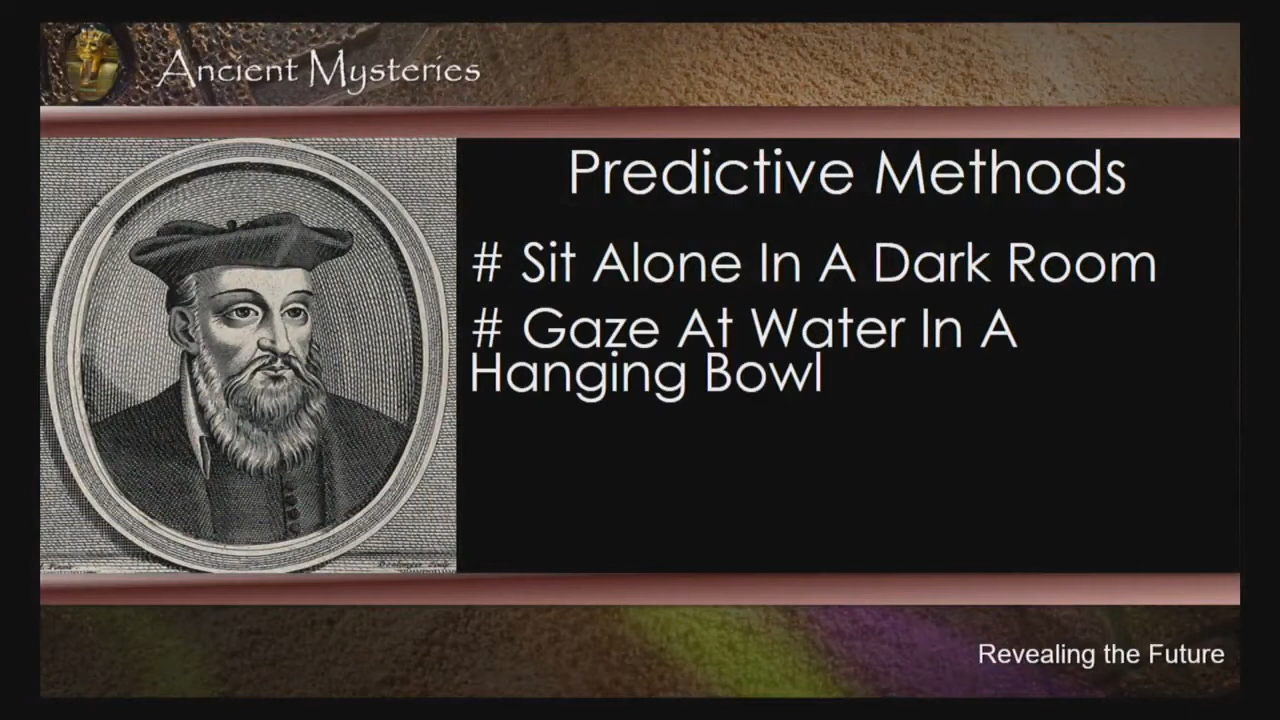 Ancient Mysteries
Predictive Methods
# Sit Alone In A Dark Room
# Gaze At Water In A
Hanging Bowl
Revealing the Future